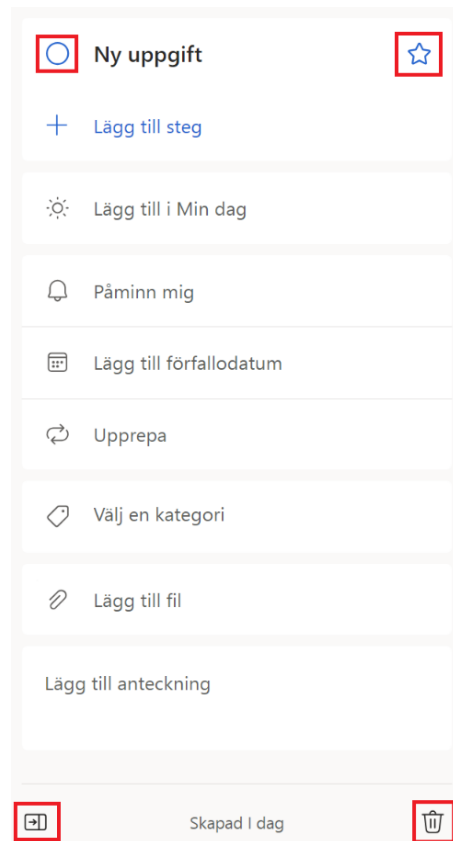 Ny uppgift
Lägg till steg
Lägg till i Min dag
Påminn mig
Lägg till förfallodatum
Upprepa
Välj en kategori
Lägg till fil
Lägg till anteckning
Skapad I dag